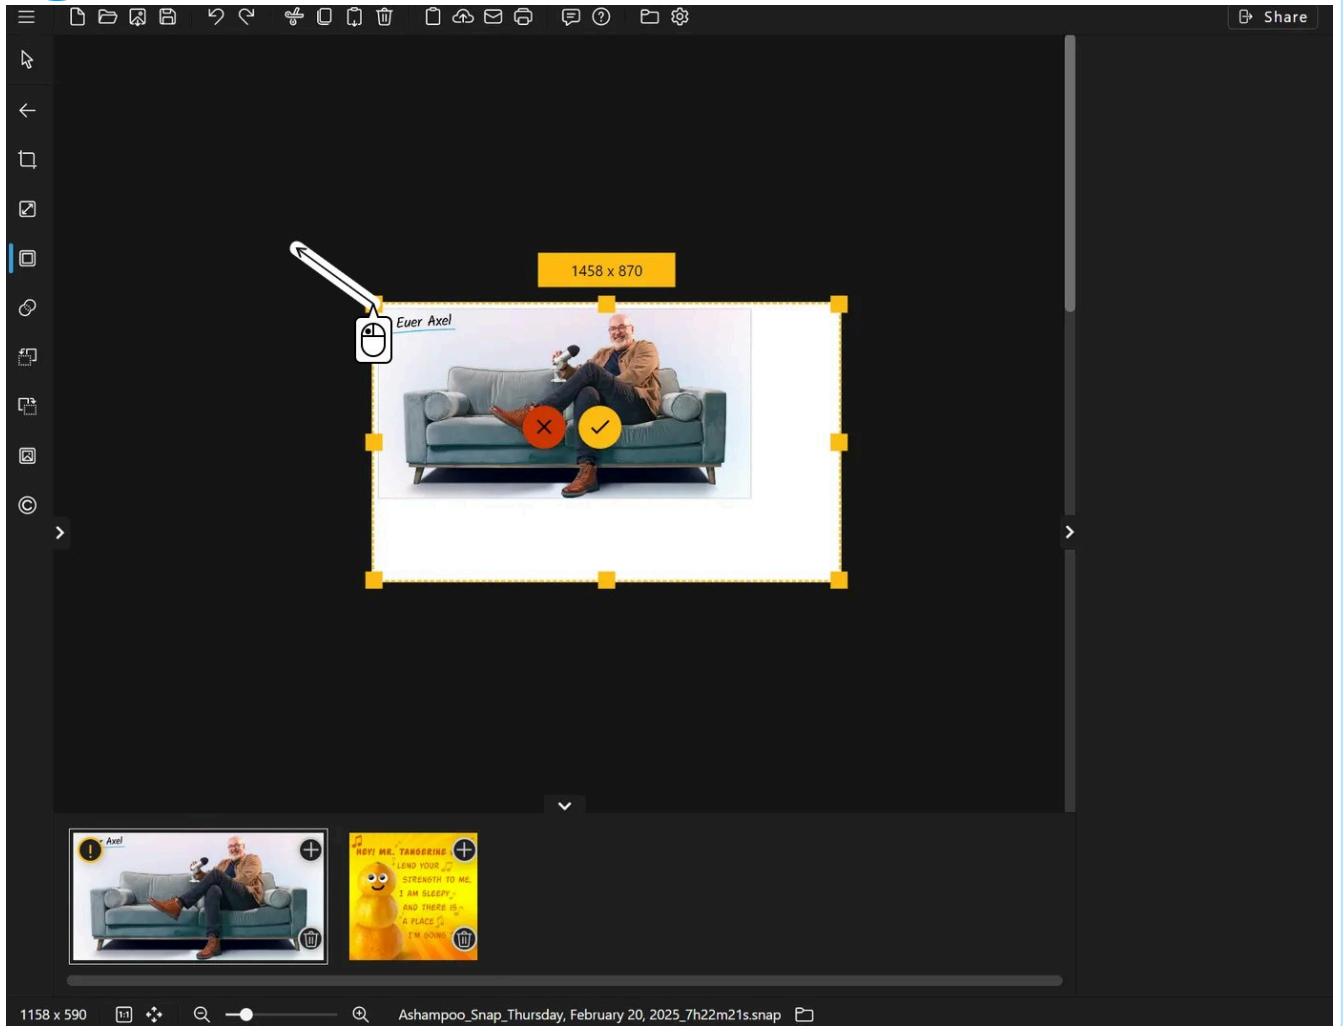 Share
1458 x 870
Euer Axel
Axel
HEY! MR. TANGERINE
LEND YOUR
STRENGTH TO ME.
I AM SLEEPY
AND THERE IS
A PLACE
I'M GOING
1158 x 590
1:1
Ashampoo_Snap_Thursday, February 20, 2025_7h22m21s.snap